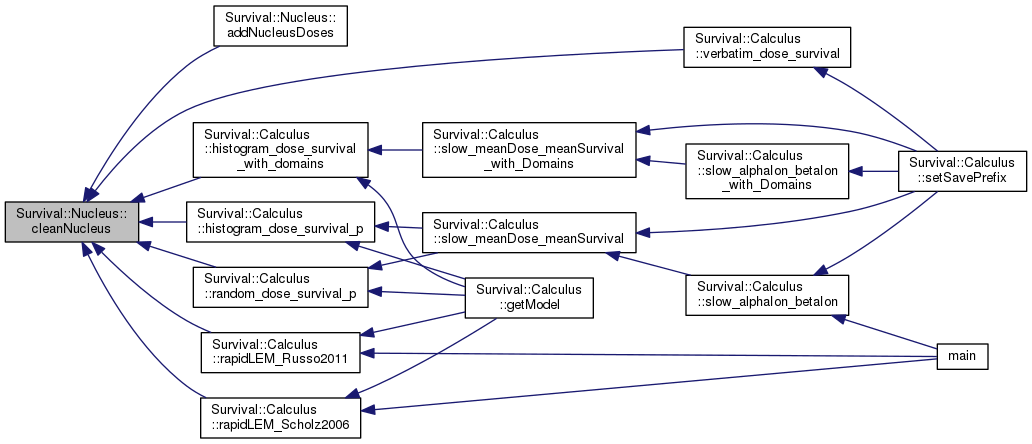 Survival::Nucleus::
addNucleusDoses
Survival::Calculus
::verbatim_dose_survival
Survival::Calculus
::histogram_dose_survival
_with_domains
Survival::Calculus
::slow_meanDose_meanSurvival
_with_Domains
Survival::Calculus
::slow_alphaIon_betaIon
_with_Domains
Survival::Calculus
::setSavePrefix
Survival::Nucleus::
cleanNucleus
Survival::Calculus
::histogram_dose_survival_p
Survival::Calculus
::slow_meanDose_meanSurvival
Survival::Calculus
::random_dose_survival_p
Survival::Calculus
::getModel
Survival::Calculus
::slow_alphaIon_betaIon
Survival::Calculus
::rapidLEM_Russo2011
main
Survival::Calculus
::rapidLEM_Scholz2006